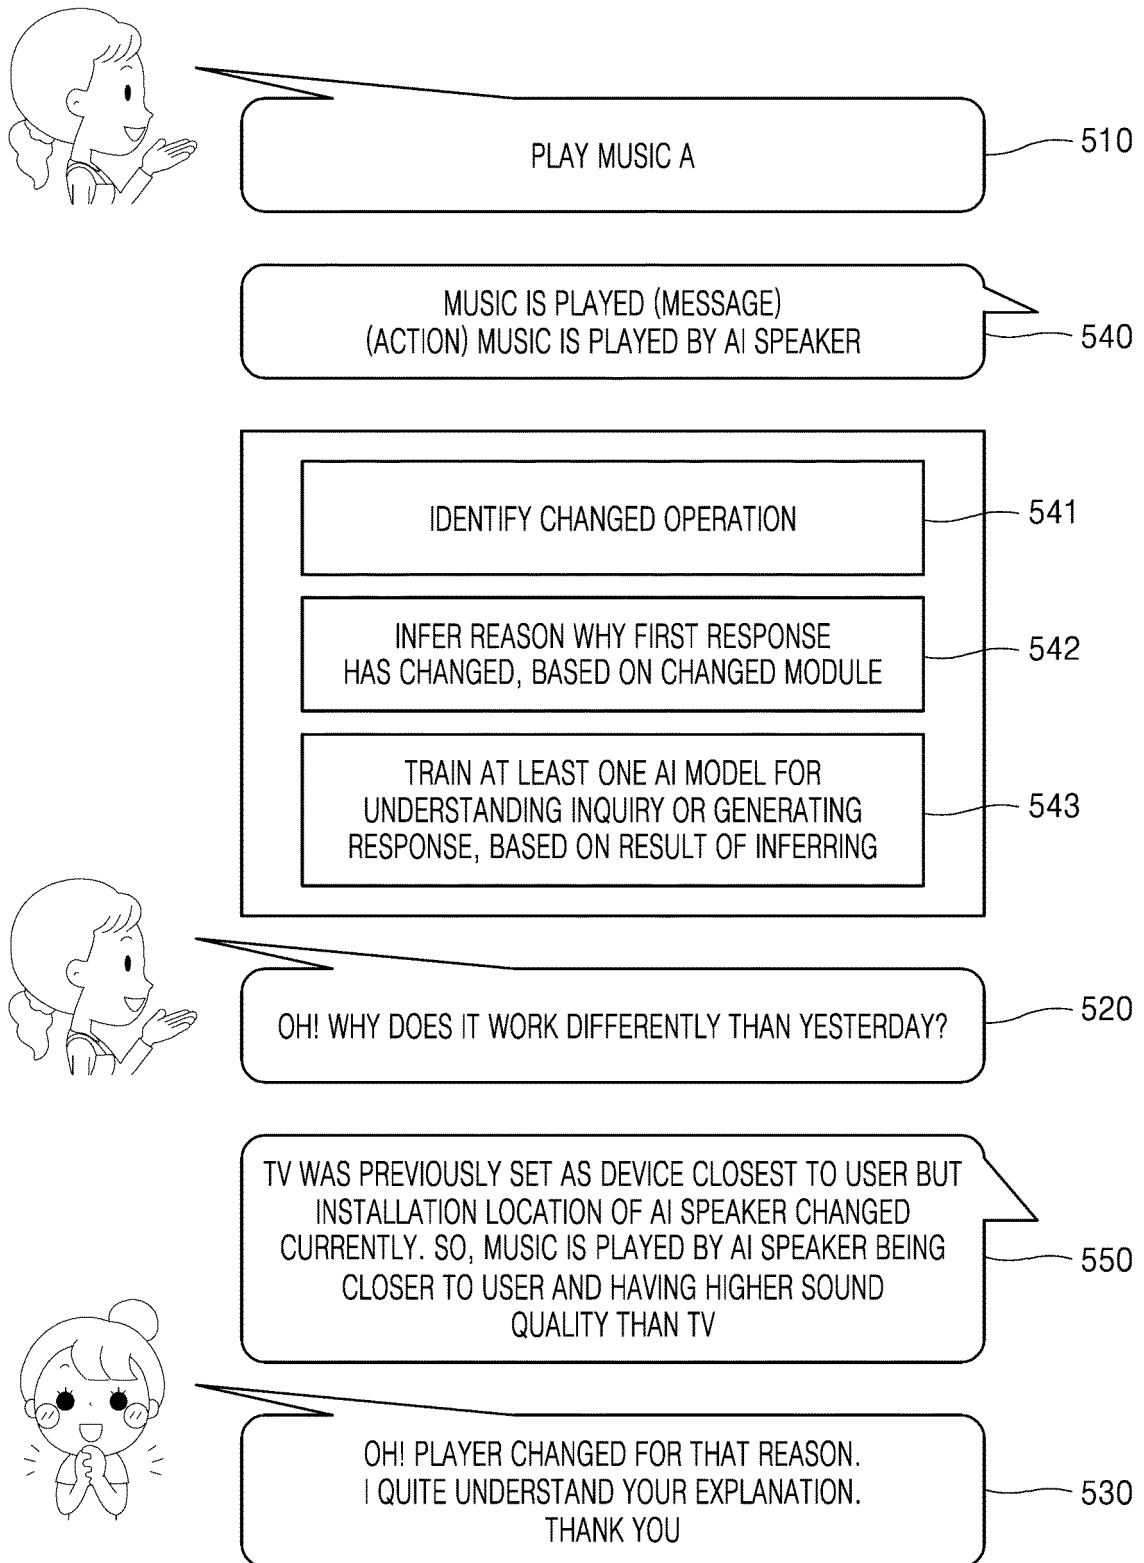 PLAY MUSIC A
510
MUSIC IS PLAYED (MESSAGE)
(ACTION) MUSIC IS PLAYED BY AI SPEAKER
540
IDENTIFY CHANGED OPERATION
541
INFER REASON WHY FIRST RESPONSE
HAS CHANGED, BASED ON CHANGED MODULE
542
TRAIN AT LEAST ONE AI MODEL FOR
UNDERSTANDING INQUIRY OR GENERATING
RESPONSE, BASED ON RESULT OF INFERRING
543
OH! WHY DOES IT WORK DIFFERENTLY THAN YESTERDAY?
520
TV WAS PREVIOUSLY SET AS DEVICE CLOSEST TO USER BUT
INSTALLATION LOCATION OF AI SPEAKER CHANGED
CURRENTLY. SO, MUSIC IS PLAYED BY AI SPEAKER BEING
CLOSER TO USER AND HAVING HIGHER SOUND
QUALITY THAN TV
550
OH! PLAYER CHANGED FOR THAT REASON.
I QUITE UNDERSTAND YOUR EXPLANATION.
THANK YOU
530